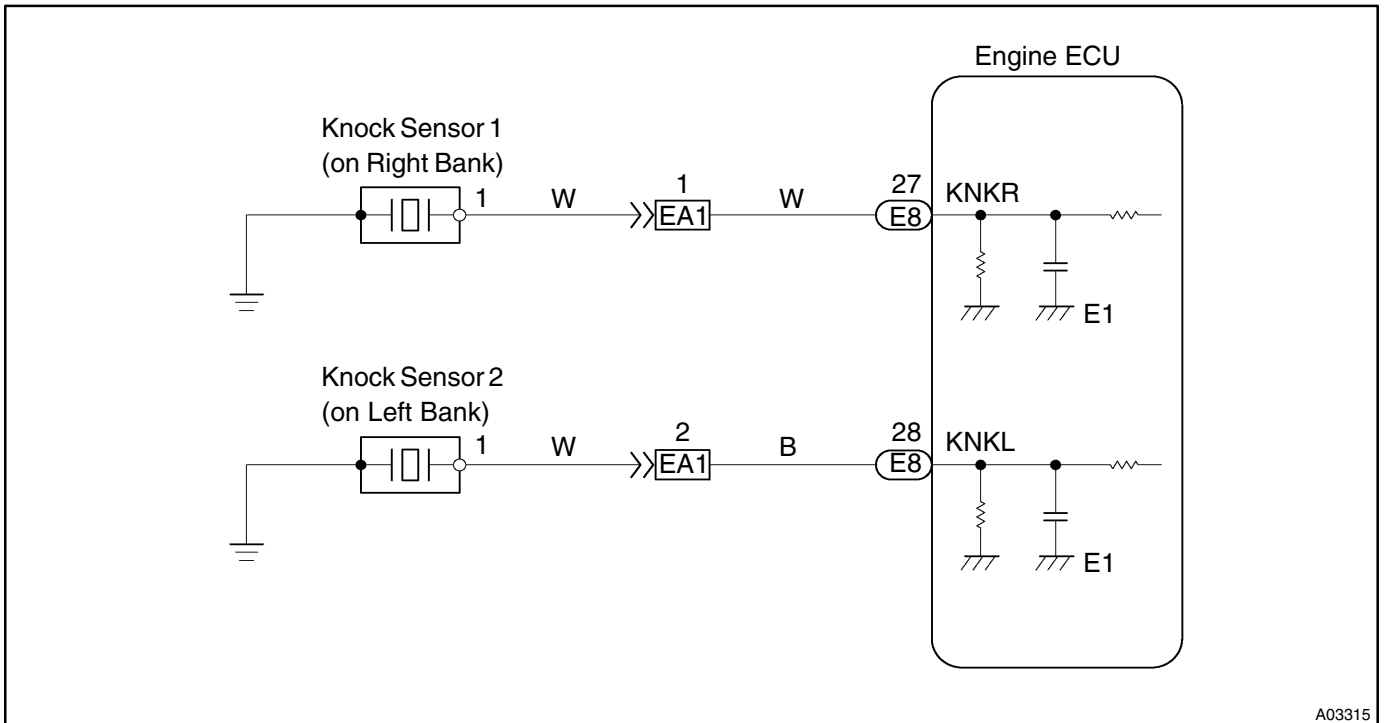 Engine ECU
Knock Sensor 1
(on Right Bank)
1
W
1
EA1
W
27
E8
KNKR
E1
Knock Sensor 2
(on Left Bank)
1
W
2
EA1
B
28
E8
KNKL
E1
A03315